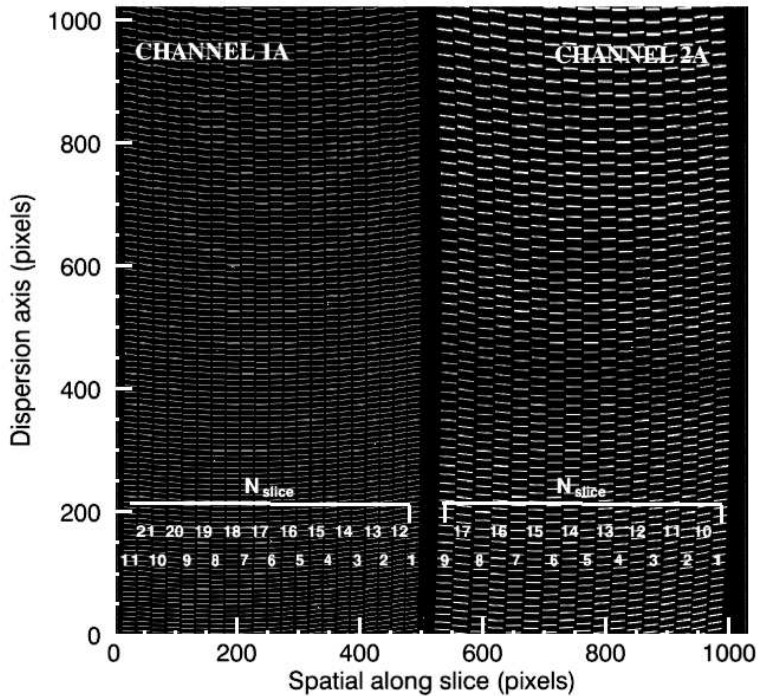 CHANNEL 1A CHANNEL 2A
1000
800
600
400
200
0
Dispersion axis (pixels)
N slice N slice
21 20 19 18 17 16 15 14 13 12 17 16 15 14 13 12 11 10
11 10 9 8 7 6 5 4 3 2 1 9 8 7 6 5 4 3 2 1
0 200 400 600 800 1000
Spatial along slice (pixels)